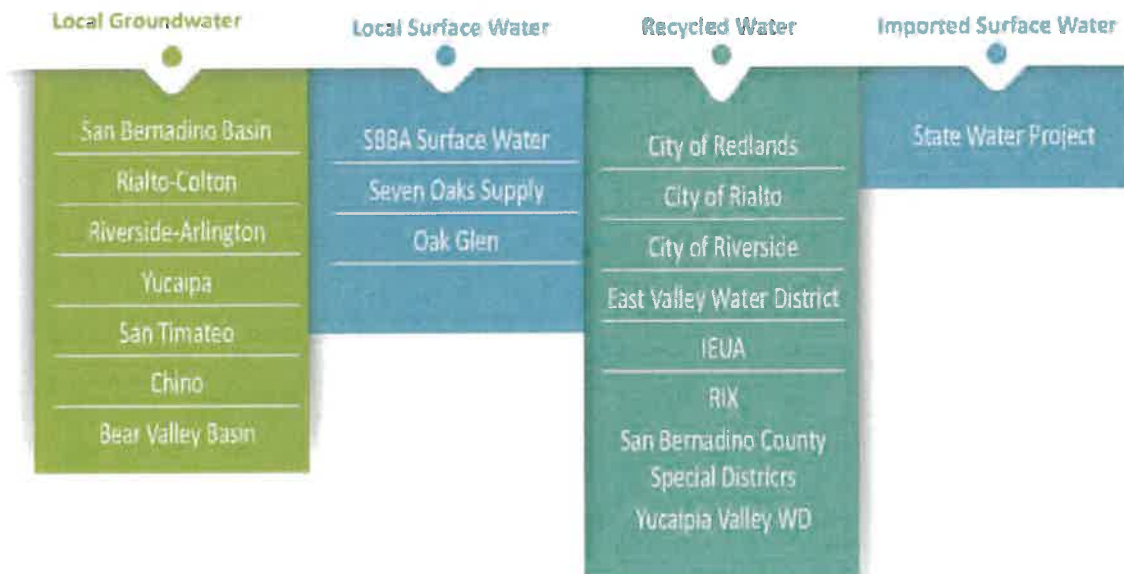 Local Groundwater
San Bernadino Basin
Rialto-Colton
Riverside-Arlington
Yucaipa
San Timateo
Chino
Bear Valley Basin
Local Surface Water
SBBA Surface Water
Seven Oaks Supply
Oak Glen
Recycled Water
City of Redlands
City of Rialto
City of Riverside
East Valley Water District
IEUA
RIX
San Bernadino County
Special Districrs
Yucatpia Valley WD
Imported Surface Water
State Water Project